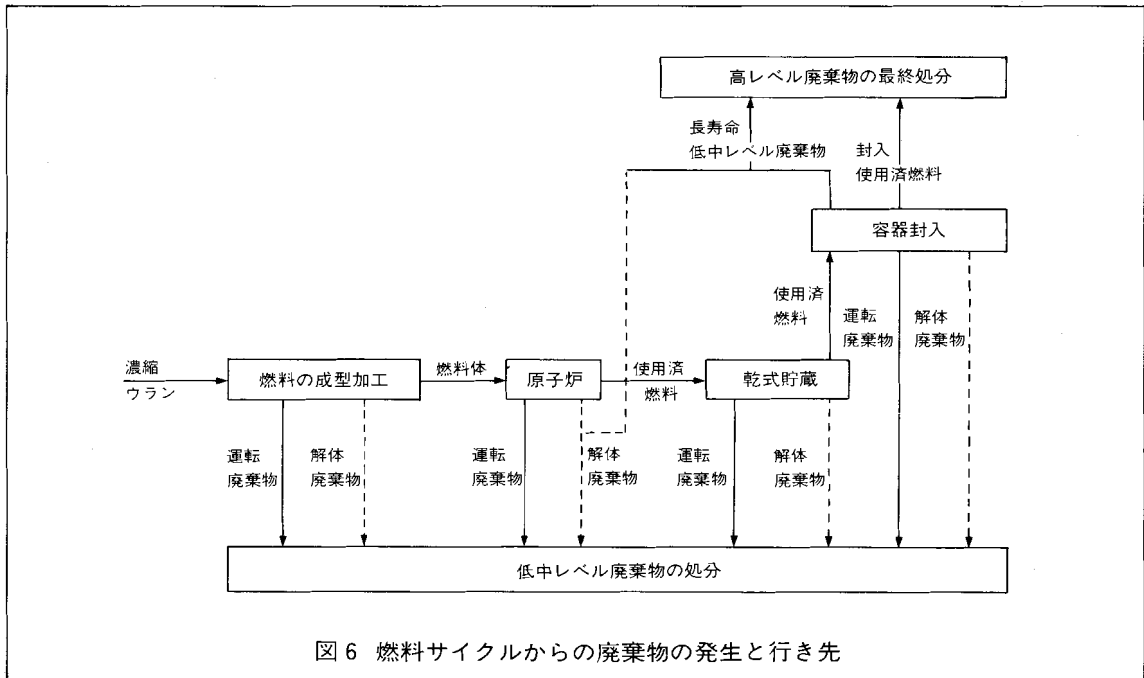 高レベル廃棄物の最終処分
長寿命
低中レベル廃棄物
封入
使用済燃料
容器封入
使用済
燃料
運転
廃棄物
解体
廃棄物
濃縮
ウラン
燃料の成型加工
燃料体
原子炉
使用済
燃料
乾式貯蔵
運転
廃棄物
解体
廃棄物
運転
廃棄物
解体
廃棄物
運転
廃棄物
解体
廃棄物
低中レベル廃棄物の処分
図6 燃料サイクルからの廃棄物の発生と行き先